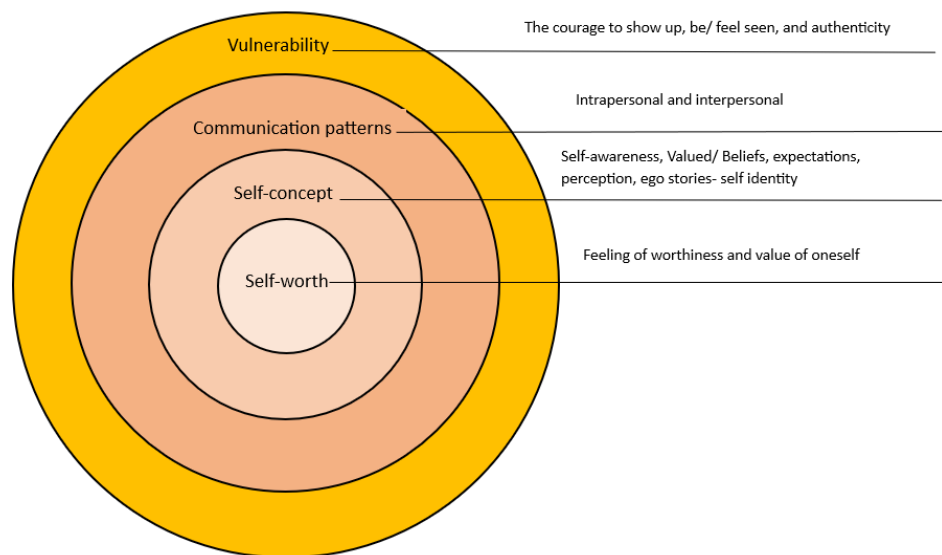 Vulnerability
The courage to show up, be/ feel seen, and authenticity
Communication patterns
Intrapersonal and interpersonal
Self-concept
Self-awareness, Valued/ Beliefs, expectations,
perception, ego stories- self identity
Self-worth
Feeling of worthiness and value of oneself